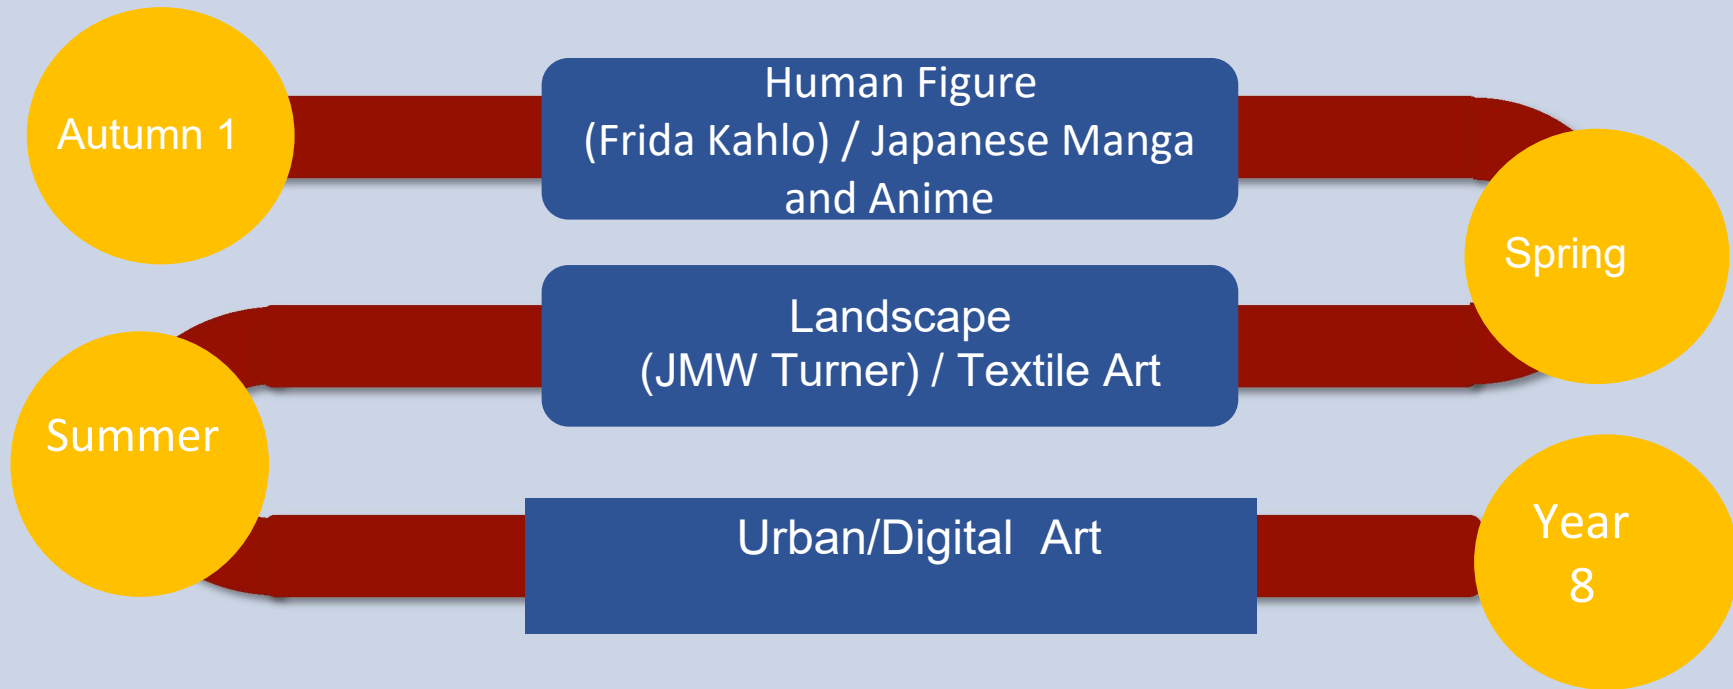 Autumn 1
Human Figure
(Frida Kahlo) / Japanese Manga
and Anime
Spring
Landscape
(JMW Turner) / Textile Art
Summer
Urban/Digital Art
Year
8